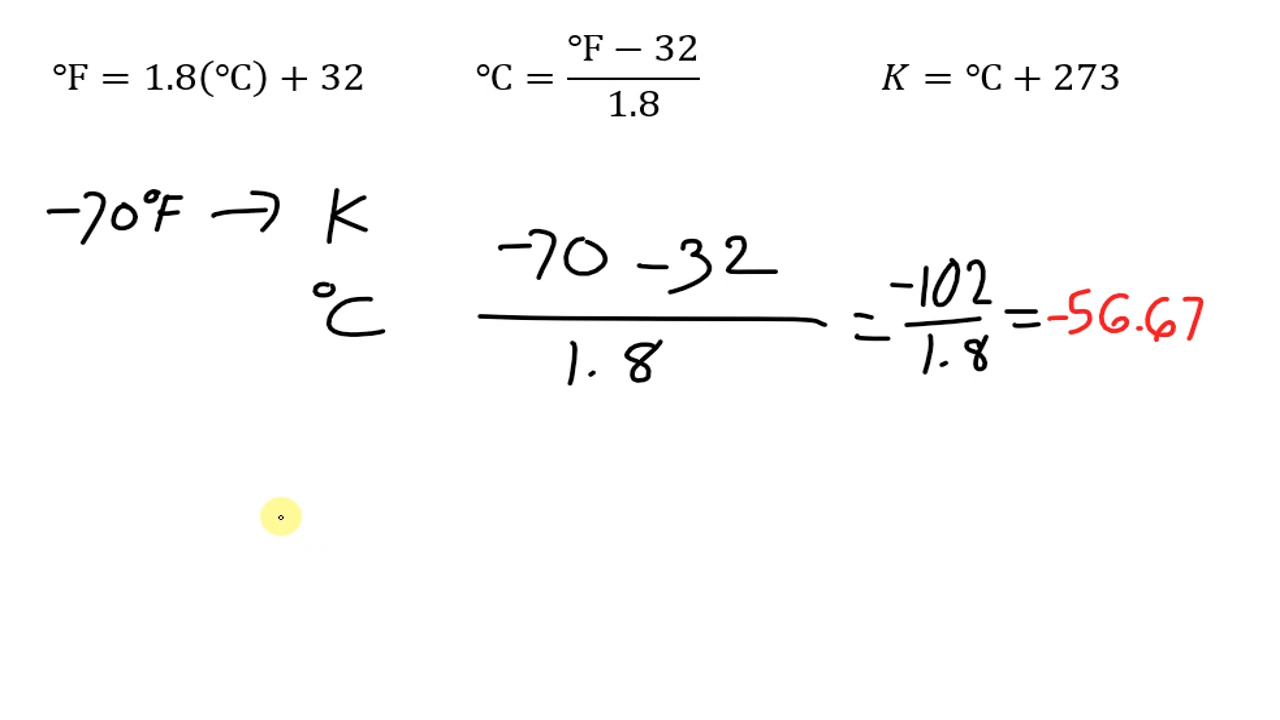 °F = 1.8(°C) + 32
°C = (°F − 32)/1.8
K = °C + 273
-70°F → K
°C
(-70 - 32)/1.8 = -102/1.8 = -56.67